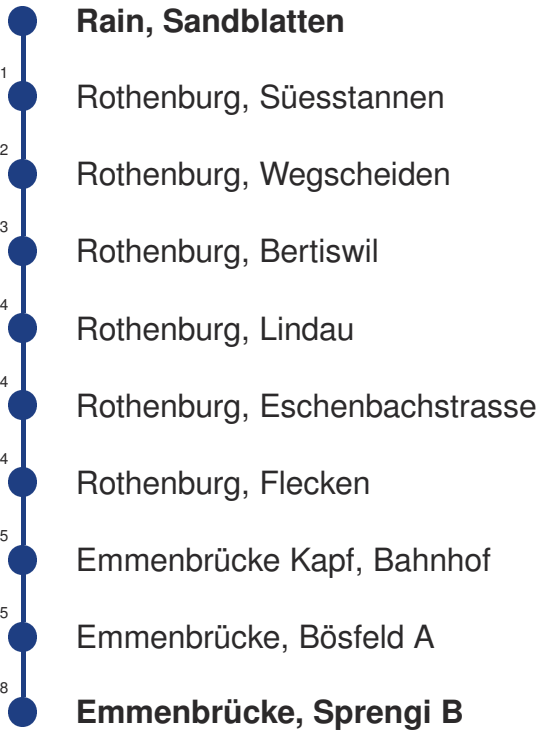 Rain, Sandblatten
1
Rothenburg, Süesstannen
2
Rothenburg, Wegscheiden
3
Rothenburg, Bertiswil
4
Rothenburg, Lindau
4
Rothenburg, Eschenbachstrasse
4
Rothenburg, Flecken
5
Emmenbrücke Kapf, Bahnhof
5
Emmenbrücke, Bösfeld A
8
Emmenbrücke, Sprengi B